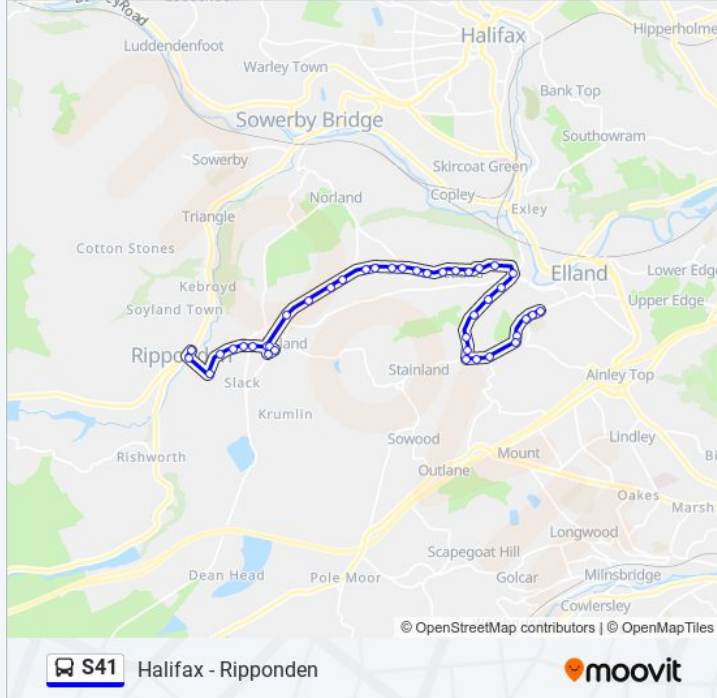 Road
Luddendenfoot
Halifax
Hipperholme
Warley Town
Bank Top
Sowerby Bridge
Southowram
Sowerby
Skircoat Green
Norland
Copley
Triangle
Exley
Cotton Stones
Elland
Lower Edge
Kebroyd
Upper Edge
Soyland Town
Ripponden
land
Stainland
Ainley Top
Slack
Krumlin
Sowood
Lindley
Rishworth
Mount
Outlane
Oakes
Marsh
Longwood
Scapegoat Hill
Dean Head
Pole Moor
Golcar
Milnsbridge
Cowlersley
© OpenStreetMap contributors | © OpenMapTiles
S41 Halifax - Ripponden
moovit